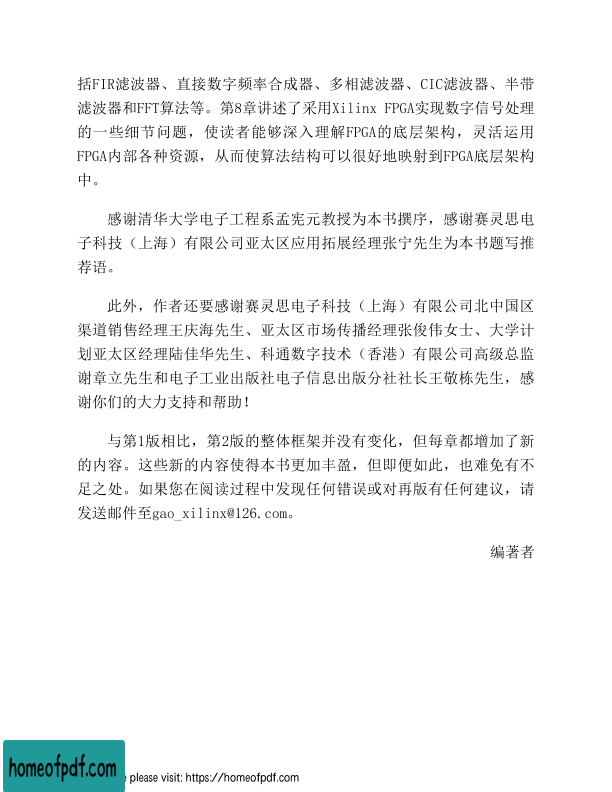 括FIR滤波器、直接数字频率合成器、多相滤波器、CIC滤波器、半带
滤波器和FFT算法等。第8章讲述了采用Xilinx FPGA实现数字信号处理
的一些细节问题，使读者能够深入理解FPGA的底层架构，灵活运用
FPGA内部各种资源，从而使算法结构可以很好地映射到FPGA底层架构
中。
感谢清华大学电子工程系孟宪元教授为本书撰序，感谢赛灵思电
子科技（上海）有限公司亚太区应用拓展经理张宁先生为本书题写推
荐语。
此外，作者还要感谢赛灵思电子科技（上海）有限公司北中国区
渠道销售经理王庆海先生、亚太区市场传播经理张俊伟女士、大学计
划亚太区经理陆佳华先生、科通数字技术（香港）有限公司高级总监
谢章立先生和电子工业出版社电子信息出版分社社长王敬栋先生，感
谢你们的大力支持和帮助！
与第1版相比，第2版的整体框架并没有变化，但每章都增加了新
的内容。这些新的内容使得本书更加丰盈，但即便如此，也难免有不
足之处。如果您在阅读过程中发现任何错误或对再版有任何建议，请
发送邮件至gao_xilinx@126.com。
编著者
homeofpdf.com
please visit: https://homeofpdf.com